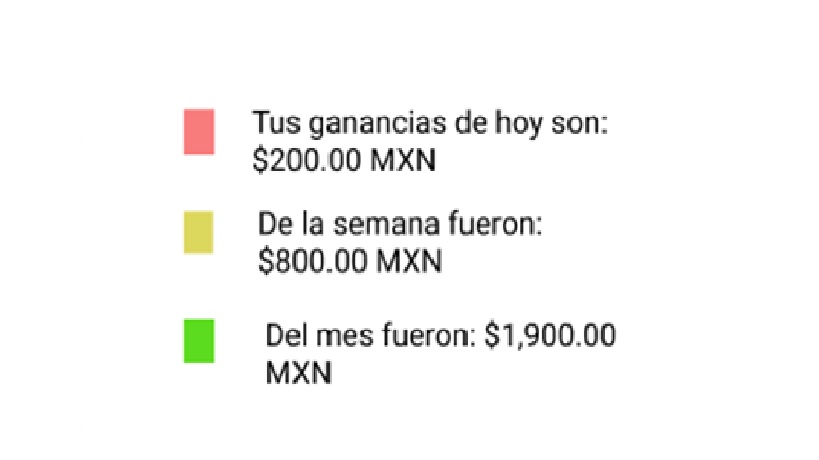 Tus ganancias de hoy son:
$200.00 MXN
De la semana fueron:
$800.00 MXN
Del mes fueron: $1,900.00
MXN